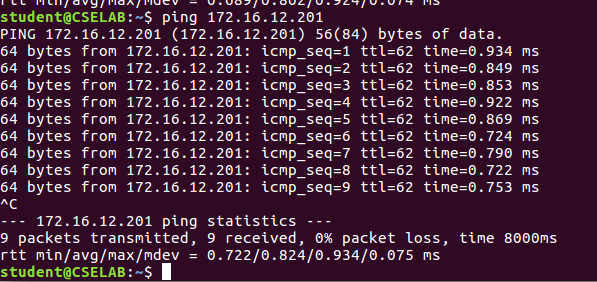 rtt min/avg/max/mdev = 0.689/0.802/0.924/0.074 ms
student@CSELAB:~$ ping 172.16.12.201
PING 172.16.12.201 (172.16.12.201) 56(84) bytes of data.
64 bytes from 172.16.12.201: icmp_seq=1 ttl=62 time=0.934 ms
64 bytes from 172.16.12.201: icmp_seq=2 ttl=62 time=0.849 ms
64 bytes from 172.16.12.201: icmp_seq=3 ttl=62 time=0.853 ms
64 bytes from 172.16.12.201: icmp_seq=4 ttl=62 time=0.922 ms
64 bytes from 172.16.12.201: icmp_seq=5 ttl=62 time=0.869 ms
64 bytes from 172.16.12.201: icmp_seq=6 ttl=62 time=0.724 ms
64 bytes from 172.16.12.201: icmp_seq=7 ttl=62 time=0.790 ms
64 bytes from 172.16.12.201: icmp_seq=8 ttl=62 time=0.722 ms
64 bytes from 172.16.12.201: icmp_seq=9 ttl=62 time=0.753 ms
^C
--- 172.16.12.201 ping statistics ---
9 packets transmitted, 9 received, 0% packet loss, time 8000ms
rtt min/avg/max/mdev = 0.722/0.824/0.934/0.075 ms
student@CSELAB:~$